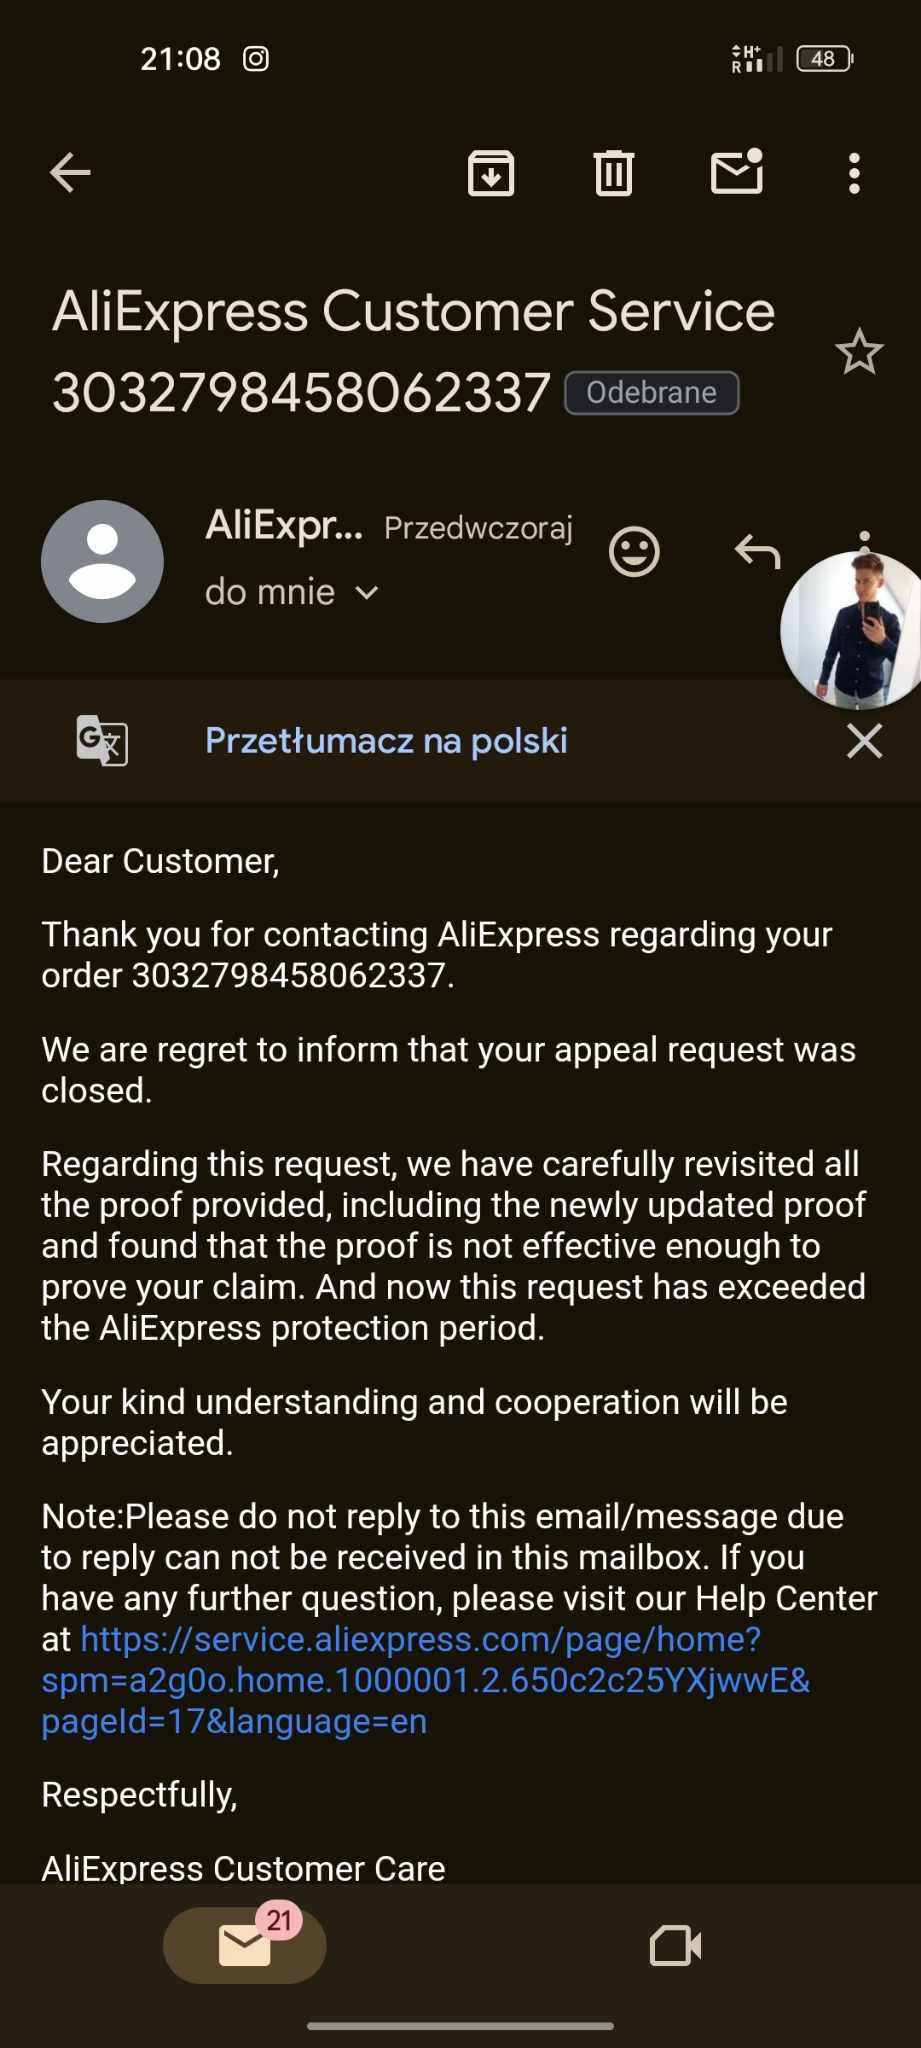 21:08
H+
R
48
AliExpress Customer Service
3032798458062337 Odebrane
AliExpr... Przedwczoraj
do mnie
G文
Przetłumacz na polski
Dear Customer,
Thank you for contacting AliExpress regarding your
order 3032798458062337.
We are regret to inform that your appeal request was
closed.
Regarding this request, we have carefully revisited all
the proof provided, including the newly updated proof
and found that the proof is not effective enough to
prove your claim. And now this request has exceeded
the AliExpress protection period.
Your kind understanding and cooperation will be
appreciated.
Note:Please do not reply to this email/message due
to reply can not be received in this mailbox. If you
have any further question, please visit our Help Center
at https://service.aliexpress.com/page/home?
spm=a2g0o.home.1000001.2.650c2c25YXjwwE&
pageId=17&language=en
Respectfully,
AliExpress Customer Care
21